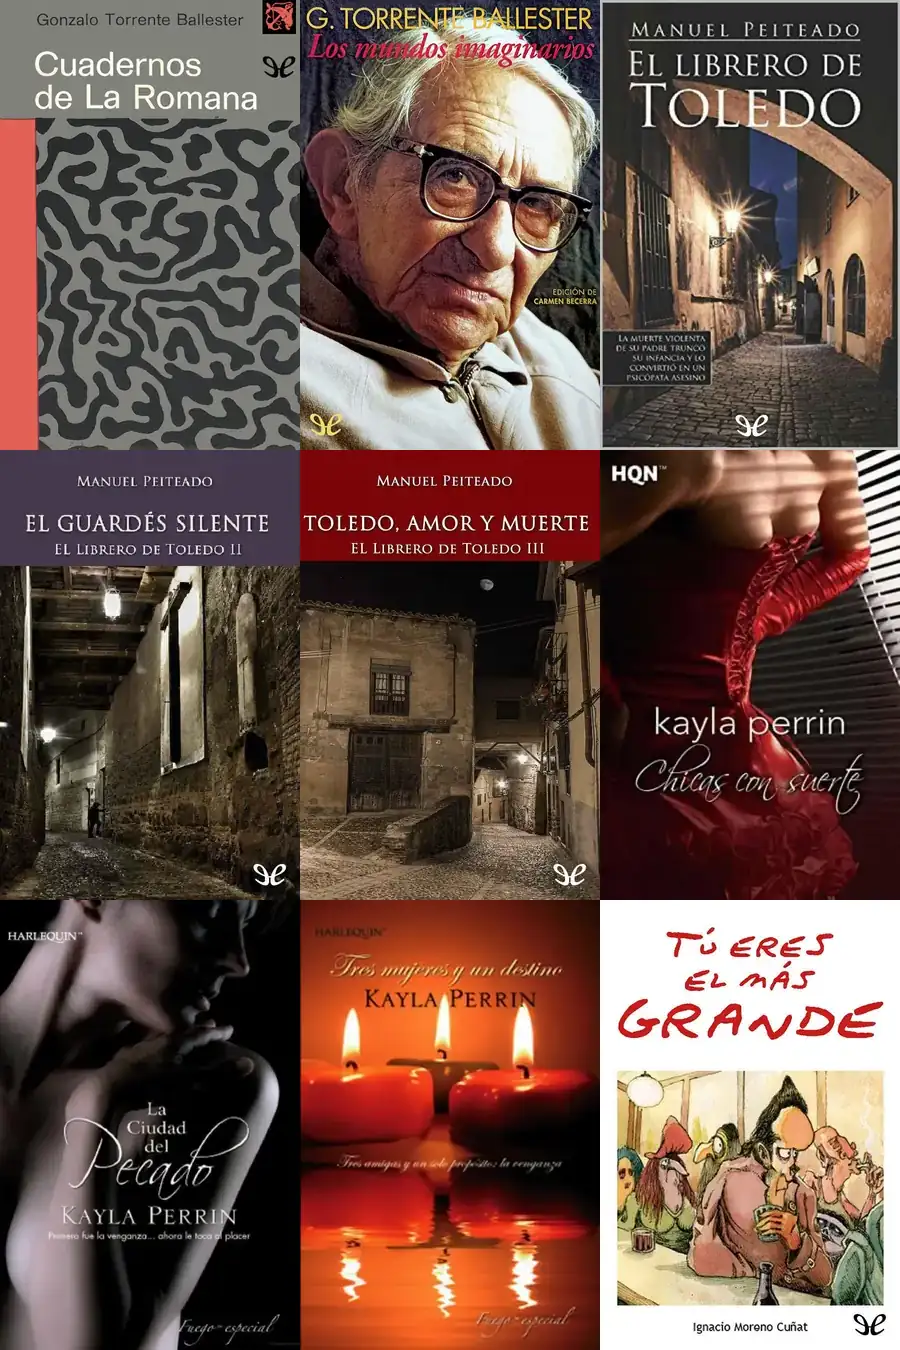 Gonzalo Torrente Ballester
Cuadernos
de La Romana
G. TORRENTE BALLESTER
Los mundos imaginarios
EDICIÓN DE
CARMEN BECERRA
MANUEL PEITEADO
EL LIBRERO DE
TOLEDO
LA MUERTE VIOLENTA
DE SU PADRE TRUNCÓ
SU INFANCIA Y LO
CONVIRTIÓ EN UN
PSICÓPATA ASESINO
MANUEL PEITEADO
EL GUARDÉS SILENTE
EL LIBRERO DE TOLEDO II
MANUEL PEITEADO
TOLEDO, AMOR Y MUERTE
EL LIBRERO DE TOLEDO III
HQN™
kayla perrin
Chicas con suerte
HARLEQUIN™
La
Ciudad
del
Pecado
KAYLA PERRIN
Primero fue la venganza... ahora le toca al placer
Fuego-especial
HARLEQUIN™
Tres mujeres y un destino
KAYLA PERRIN
Tres amigas y un solo propósito: la venganza
Fuego-especial
TÚ ERES
EL MÁS
GRANDE
Ignacio Moreno Cuñat